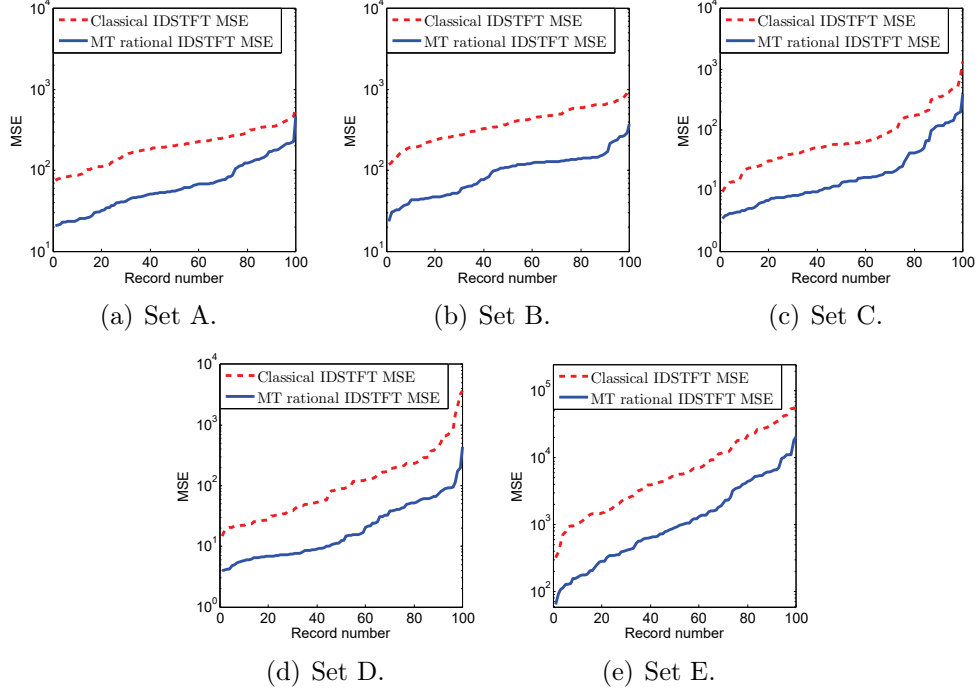 10^4
10^3
10^2
10^1
MSE
Classical IDSTFT MSE
MT rational IDSTFT MSE
0 20 40 60 80 100
Record number
(a) Set A.
10^4
10^3
10^2
10^1
MSE
Classical IDSTFT MSE
MT rational IDSTFT MSE
0 20 40 60 80 100
Record number
(b) Set B.
10^4
10^3
10^2
10^1
10^0
MSE
Classical IDSTFT MSE
MT rational IDSTFT MSE
0 20 40 60 80 100
Record number
(c) Set C.
10^4
10^3
10^2
10^1
10^0
MSE
Classical IDSTFT MSE
MT rational IDSTFT MSE
0 20 40 60 80 100
Record number
(d) Set D.
10^5
10^4
10^3
10^2
MSE
Classical IDSTFT MSE
MT rational IDSTFT MSE
0 20 40 60 80 100
Record number
(e) Set E.